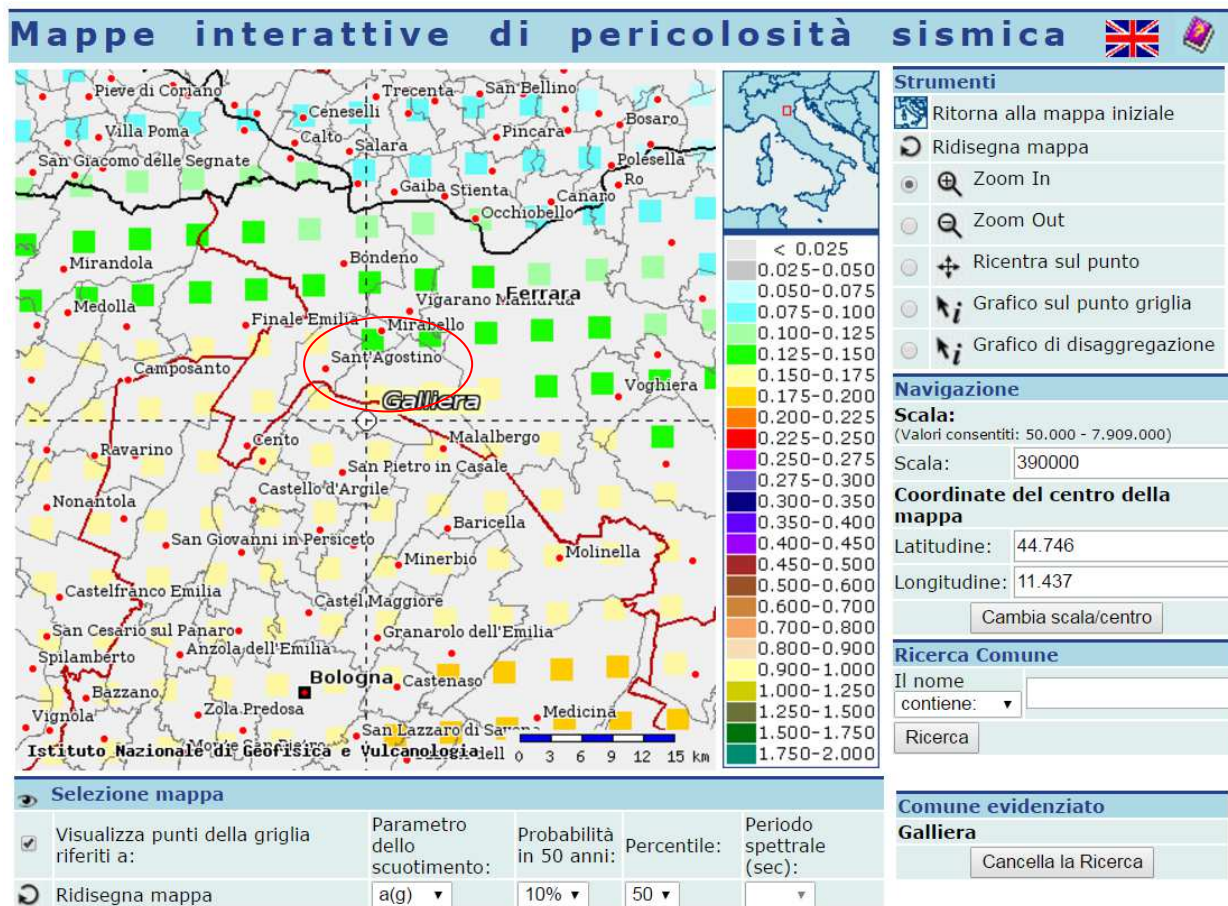 Mappe interattive di pericolosità sismica
Pieve di Coriano
Trecenta
San Bellino
Ceneselli
Bosaro
Villa Poma
Calto
Pincara
Salara
San Giacomo delle Segnate
Polesella
Ro
Gaiba
Stienta
Canaro
Occhiobello
Mirandola
Bondeno
Ferrara
Medolla
Vigarano
Finale Emilia
Mirabello
Sant'Agostino
Camposanto
Voghiera
Galliera
Cento
Malalbergo
Ravarino
San Pietro in Casale
Nonantola
Castello d'Argile
Baricella
San Giovanni in Persiceto
Minerbio
Molinella
Castelfranco Emilia
Castel Maggiore
San Cesario sul Panaro
Granarolo dell'Emilia
Anzola dell'Emilia
Spilamberto
Bologna
Castenaso
Bazzano
Zola Predosa
Medicina
Vignola
San Lazzaro di
Istituto Nazionale di Geofisica e Vulcanologia
dell
0 3 6 9 12 15 km
< 0.025
0.025-0.050
0.050-0.075
0.075-0.100
0.100-0.125
0.125-0.150
0.150-0.175
0.175-0.200
0.200-0.225
0.225-0.250
0.250-0.275
0.275-0.300
0.300-0.350
0.350-0.400
0.400-0.450
0.450-0.500
0.500-0.600
0.600-0.700
0.700-0.800
0.800-0.900
0.900-1.000
1.000-1.250
1.250-1.500
1.500-1.750
1.750-2.000
Strumenti
Ritorna alla mappa iniziale
Ridisegna mappa
Zoom In
Zoom Out
Ricentra sul punto
Grafico sul punto griglia
Grafico di disaggregazione
Navigazione
Scala:
(Valori consentiti: 50.000 - 7.909.000)
Scala: 390000
Coordinate del centro della
mappa
Latitudine: 44.746
Longitudine: 11.437
Cambia scala/centro
Ricerca Comune
Il nome
contiene:
Ricerca
Comune evidenziato
Galliera
Cancella la Ricerca
Selezione mappa
Visualizza punti della griglia
riferiti a:
Parametro
dello
scuotimento:
Probabilità
in 50 anni:
Percentile:
Periodo
spettrale
(sec):
Ridisegna mappa
a(g)
10%
50